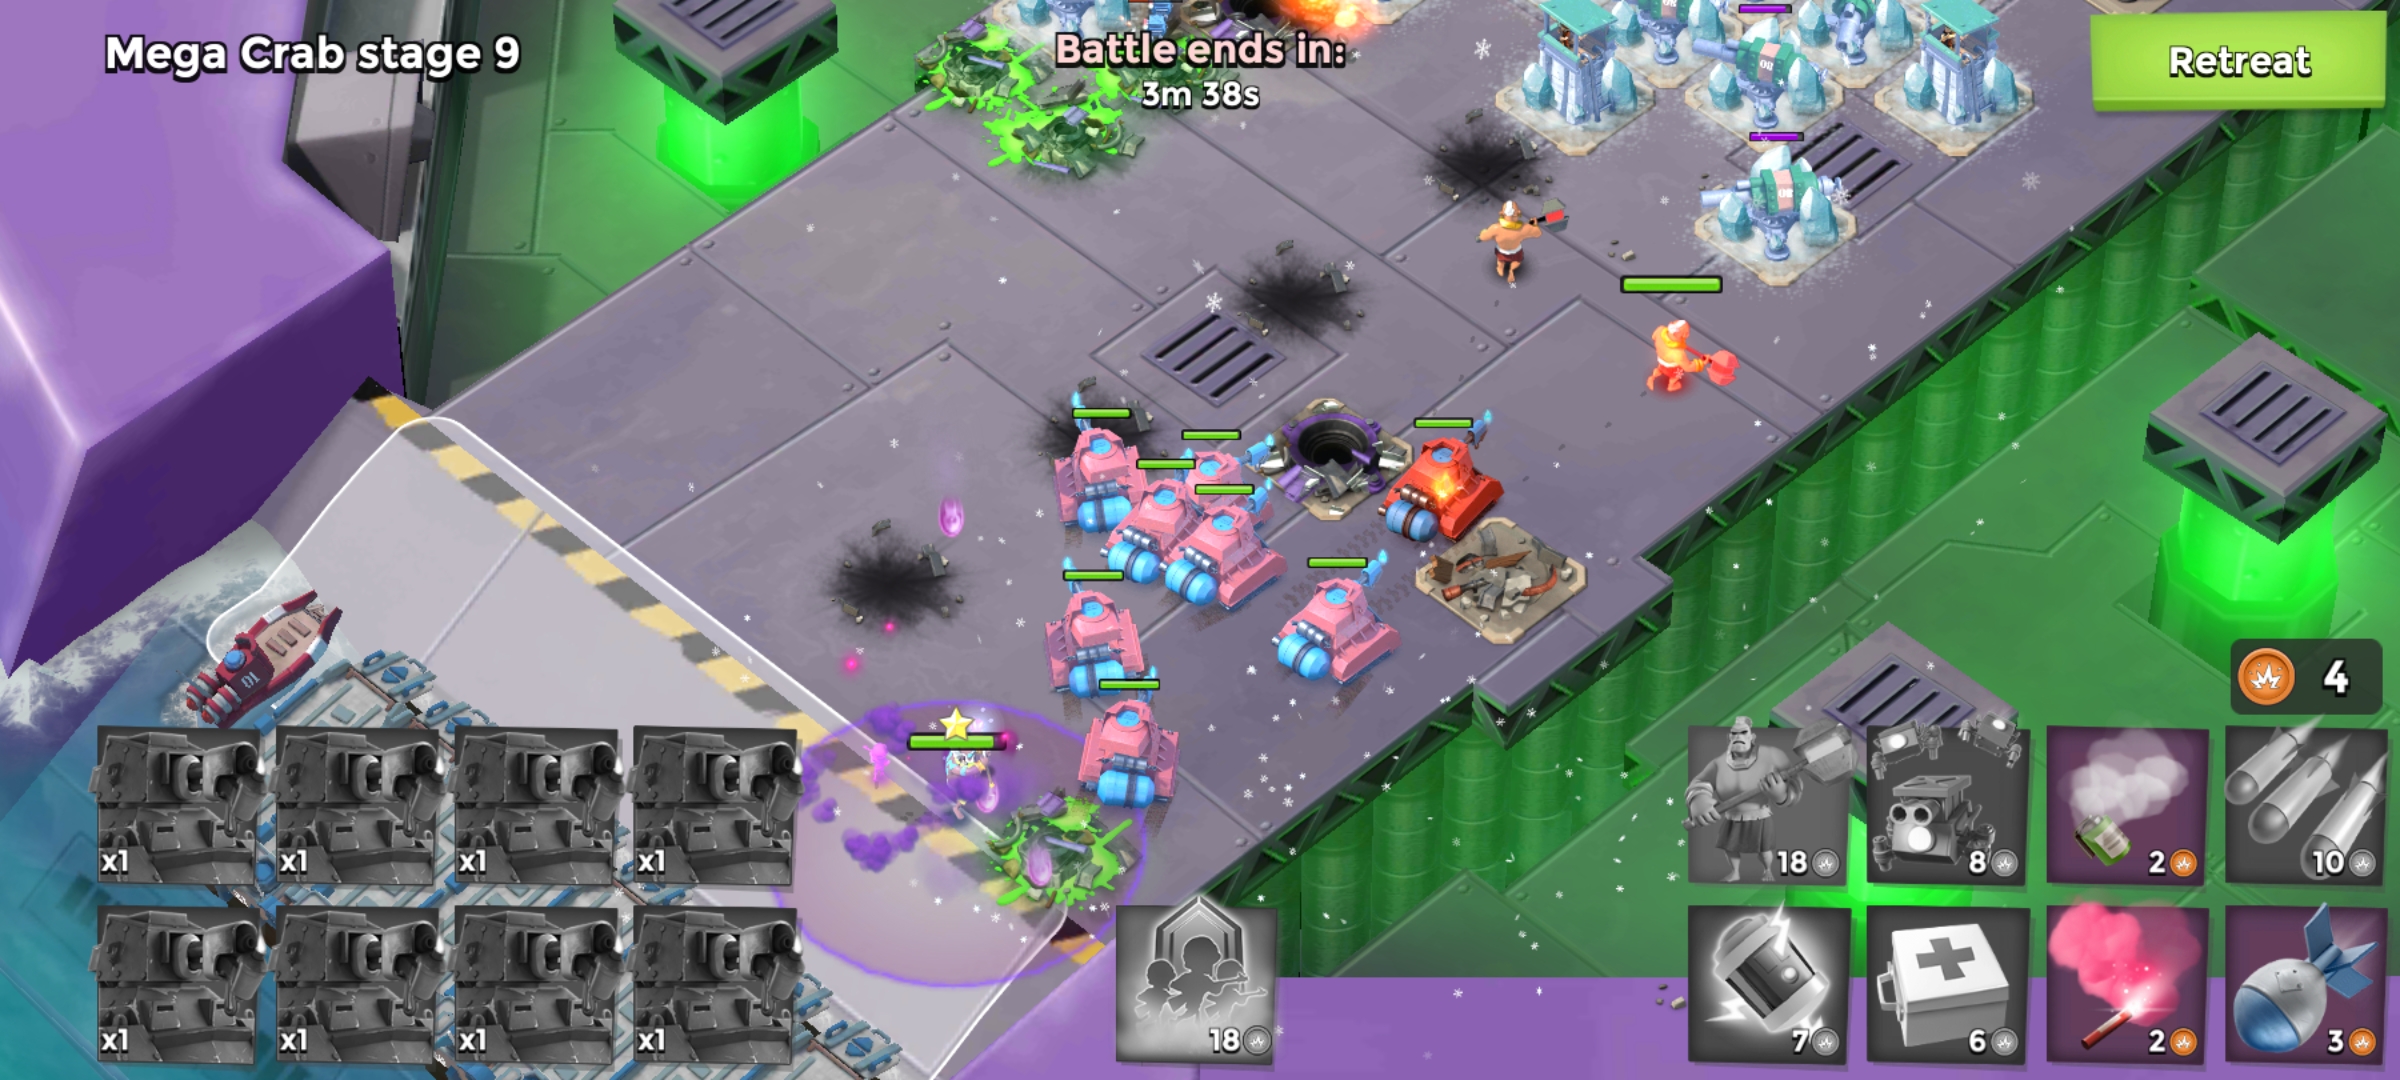 Mega Crab stage 9
Battle ends in:
3m 38s
Retreat
4
x1
x1
x1
x1
18
8
2
10
x1
x1
x1
x1
18
7
6
2
3
01